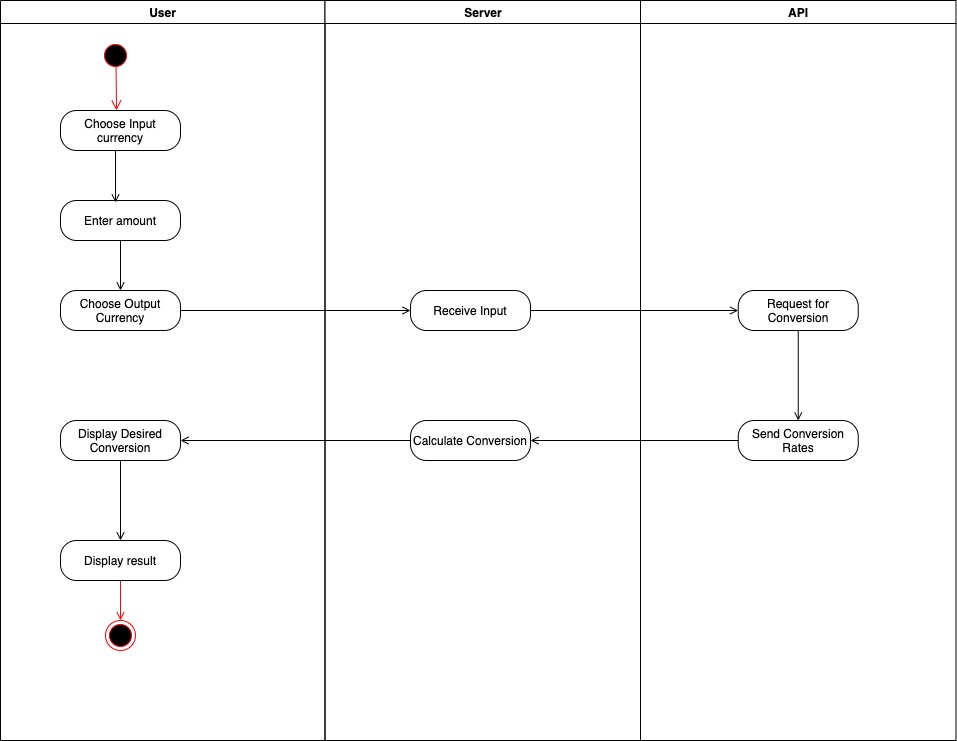 User
Server
API
Choose Input
currency
Enter amount
Choose Output
Currency
Receive Input
Request for
Conversion
Display Desired
Conversion
Calculate Conversion
Send Conversion
Rates
Display result